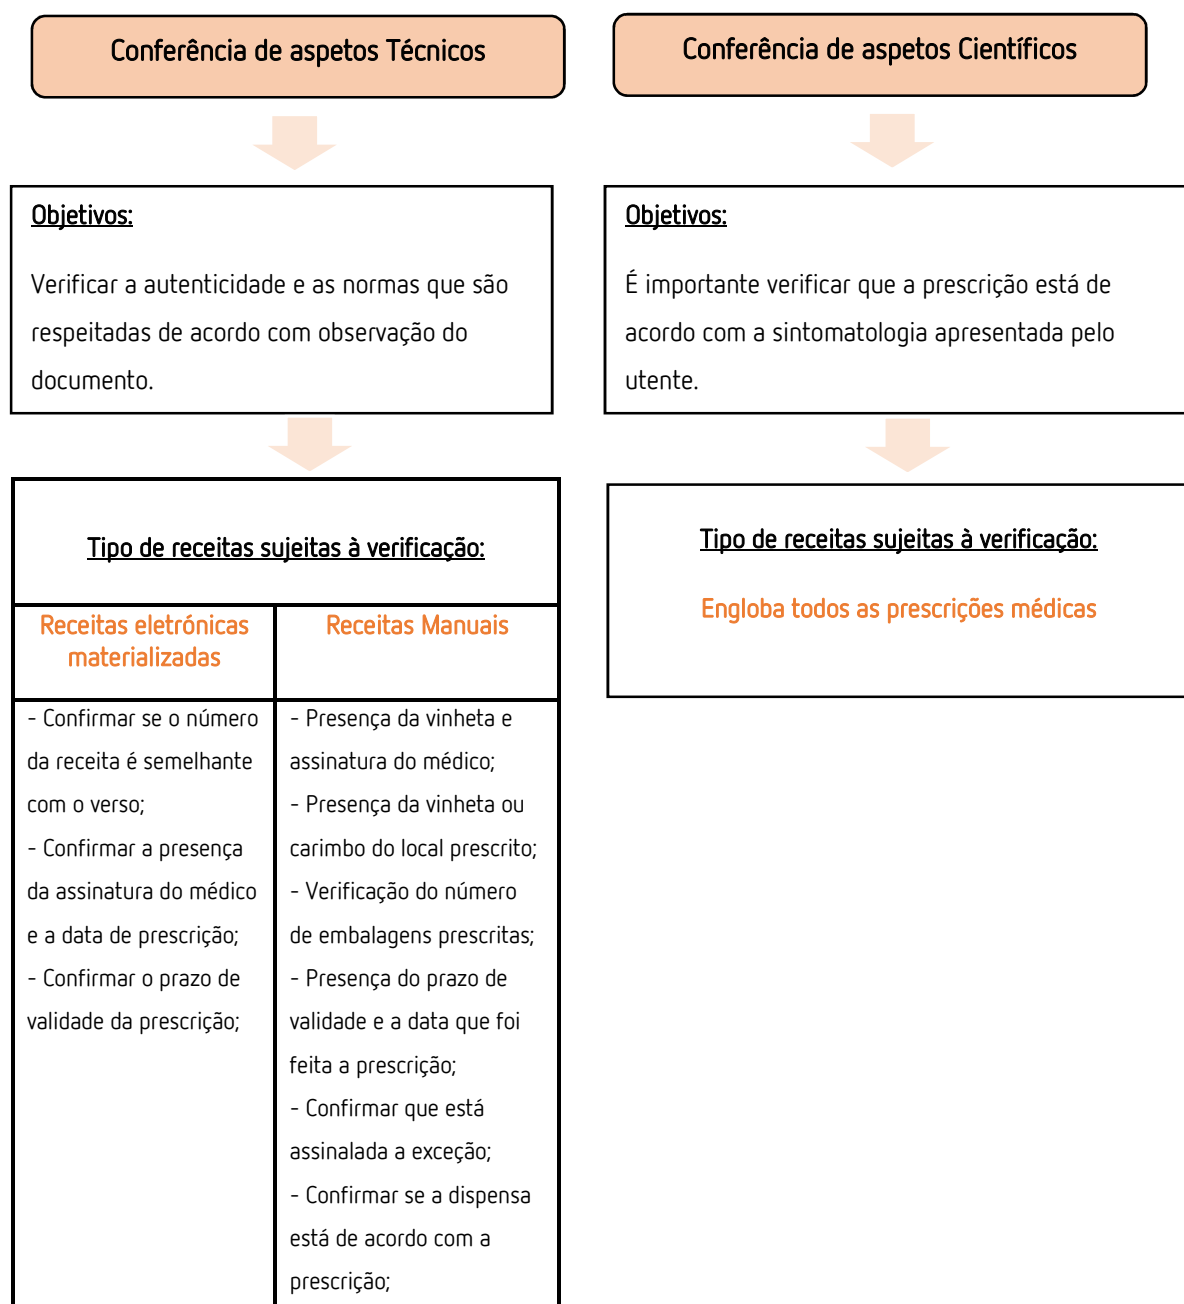 Conferência de aspetos Técnicos
Objetivos:
Verificar a autenticidade e as normas que são
respeitadas de acordo com observação do
documento.
Tipo de receitas sujeitas à verificação:
Receitas eletrónicas
materializadas
- Confirmar se o número
da receita é semelhante
com o verso;
- Confirmar a presença
da assinatura do médico
e a data de prescrição;
- Confirmar o prazo de
validade da prescrição;
Receitas Manuais
- Presença da vinheta e
assinatura do médico;
- Presença da vinheta ou
carimbo do local prescrito;
- Verificação do número
de embalagens prescritas;
- Presença do prazo de
validade e a data que foi
feita a prescrição;
- Confirmar que está
assinalada a exceção;
- Confirmar se a dispensa
está de acordo com a
prescrição;
Conferência de aspetos Científicos
Objetivos:
É importante verificar que a prescrição está de
acordo com a sintomatologia apresentada pelo
utente.
Tipo de receitas sujeitas à verificação:
Engloba todos as prescrições médicas